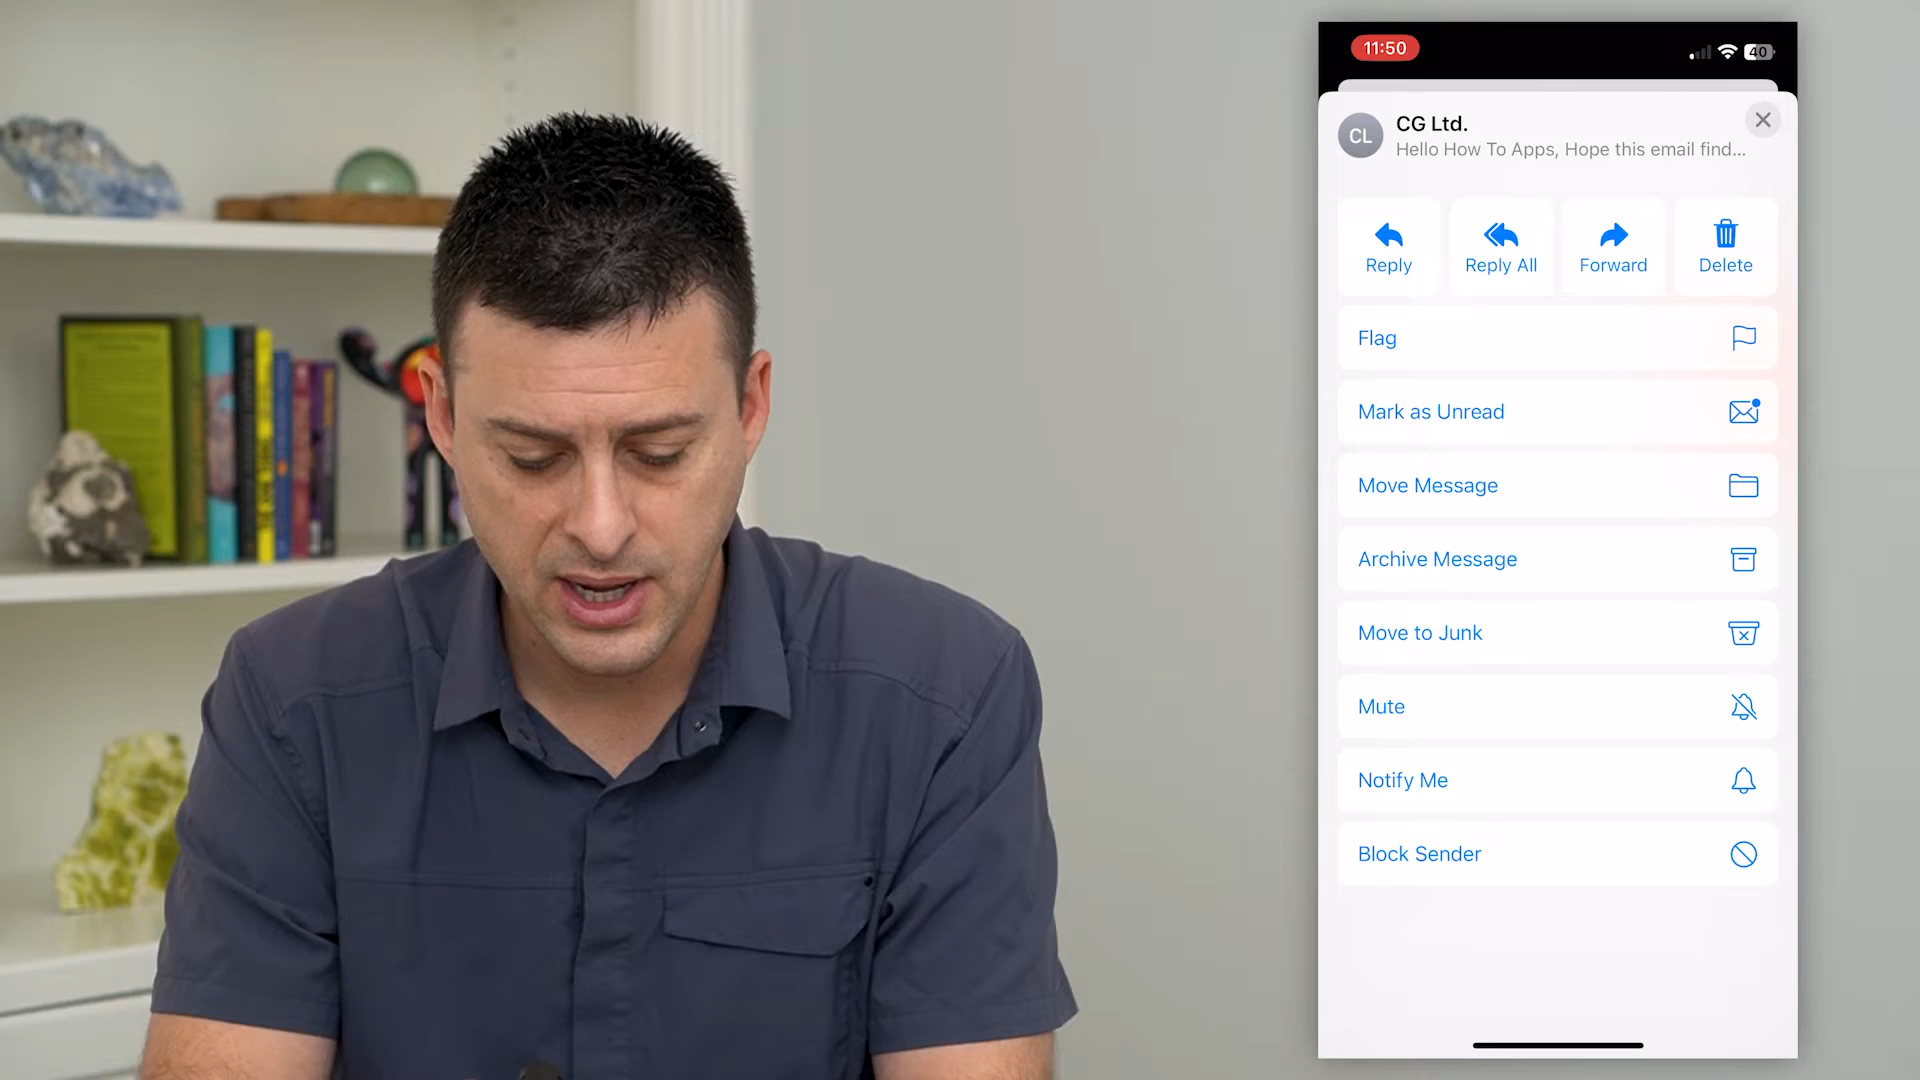 11:50
40
CL
CG Ltd.
Hello How To Apps, Hope this email find...
Reply
Reply All
Forward
Delete
Flag
Mark as Unread
Move Message
Archive Message
Move to Junk
Mute
Notify Me
Block Sender